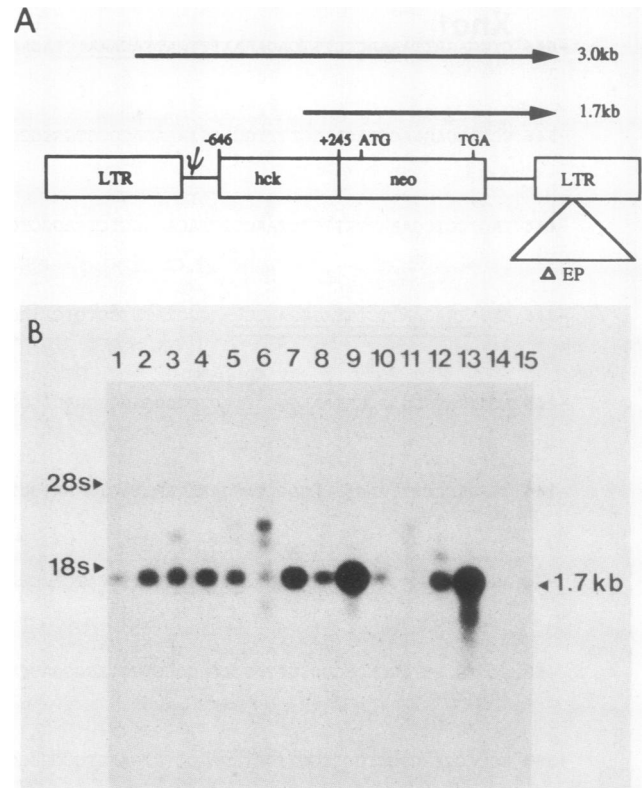 A
3.0kb
1.7kb
ψ -646 +245 ATG TGA
LTR hck neo LTR
Δ EP
B
1 2 3 4 5 6 7 8 9 10 11 12 13 14 15
28s
18s
1.7 kb